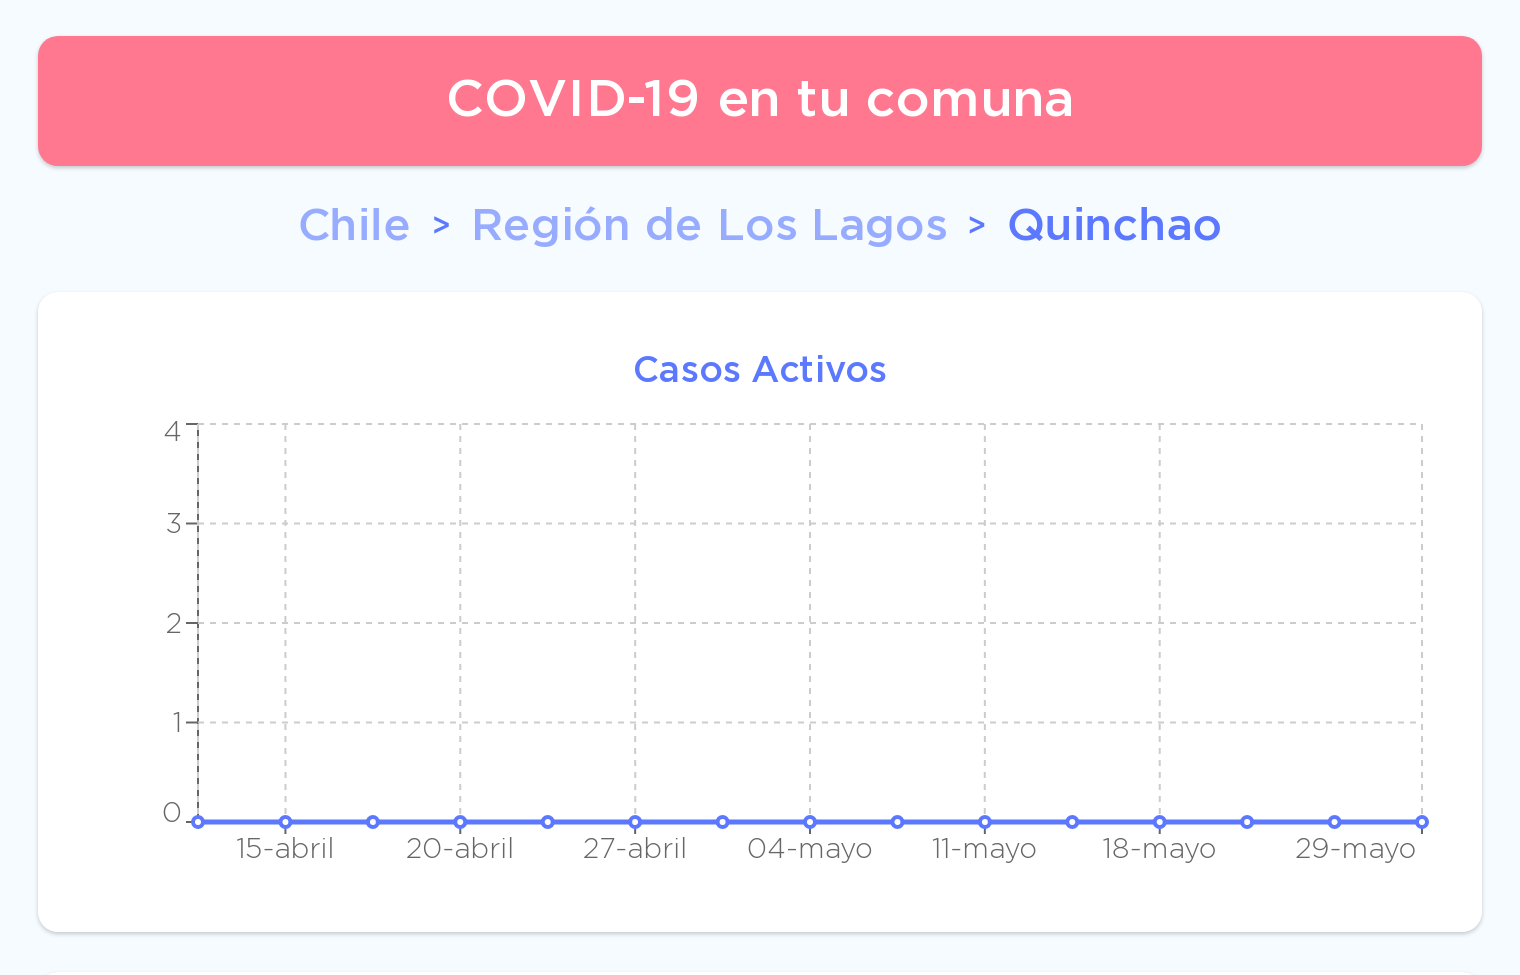 COVID-19 en tu comuna
Chile > Región de Los Lagos > Quinchao
Casos Activos
4
3
2
1
0
15-abril 20-abril 27-abril 04-mayo 11-mayo 18-mayo 29-mayo